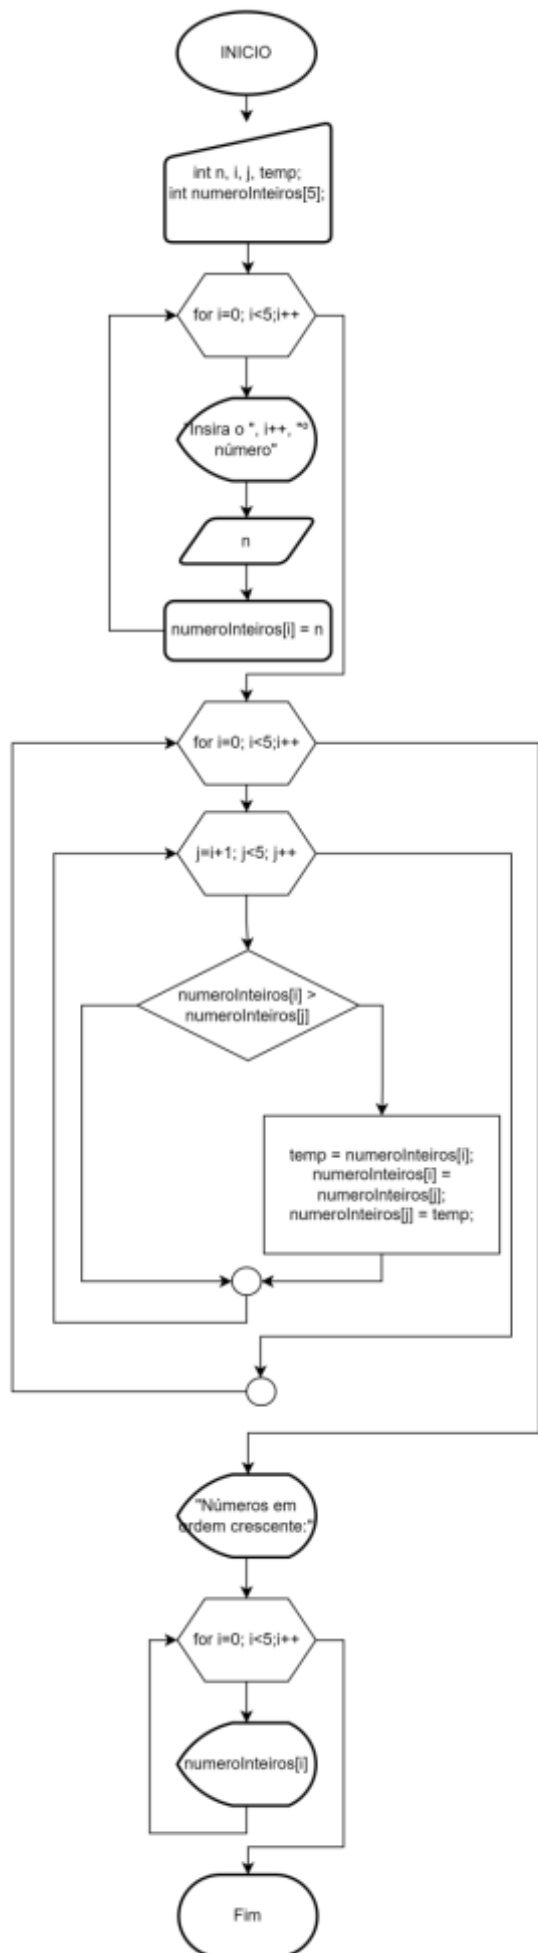 INICIO
int n, i, j, temp;
int numeroInteiros[5];
for i=0; i<5;i++
"Insira o ", i++, "º
número"
n
numeroInteiros[i] = n
for i=0; i<5;i++
j=i+1; j<5; j++
numeroInteiros[i] >
numeroInteiros[j]
temp = numeroInteiros[i];
numeroInteiros[i] =
numeroInteiros[j];
numeroInteiros[j] = temp;
"Números em
ordem crescente:"
for i=0; i<5;i++
numeroInteiros[i]
Fim